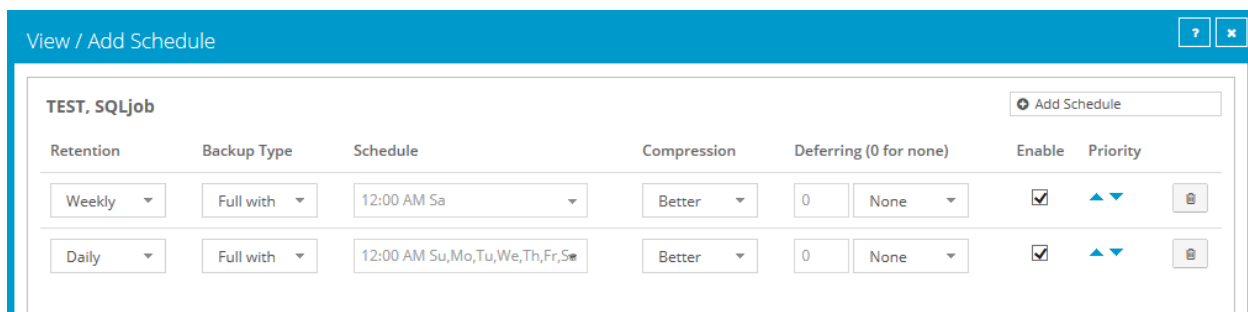 View / Add Schedule ? x
TEST, SQLjob Add Schedule
Retention Backup Type Schedule Compression Deferring (0 for none) Enable Priority
Weekly Full with 12:00 AM Sa Better 0 None
Daily Full with 12:00 AM Su,Mo,Tu,We,Th,Fr,Sa Better 0 None